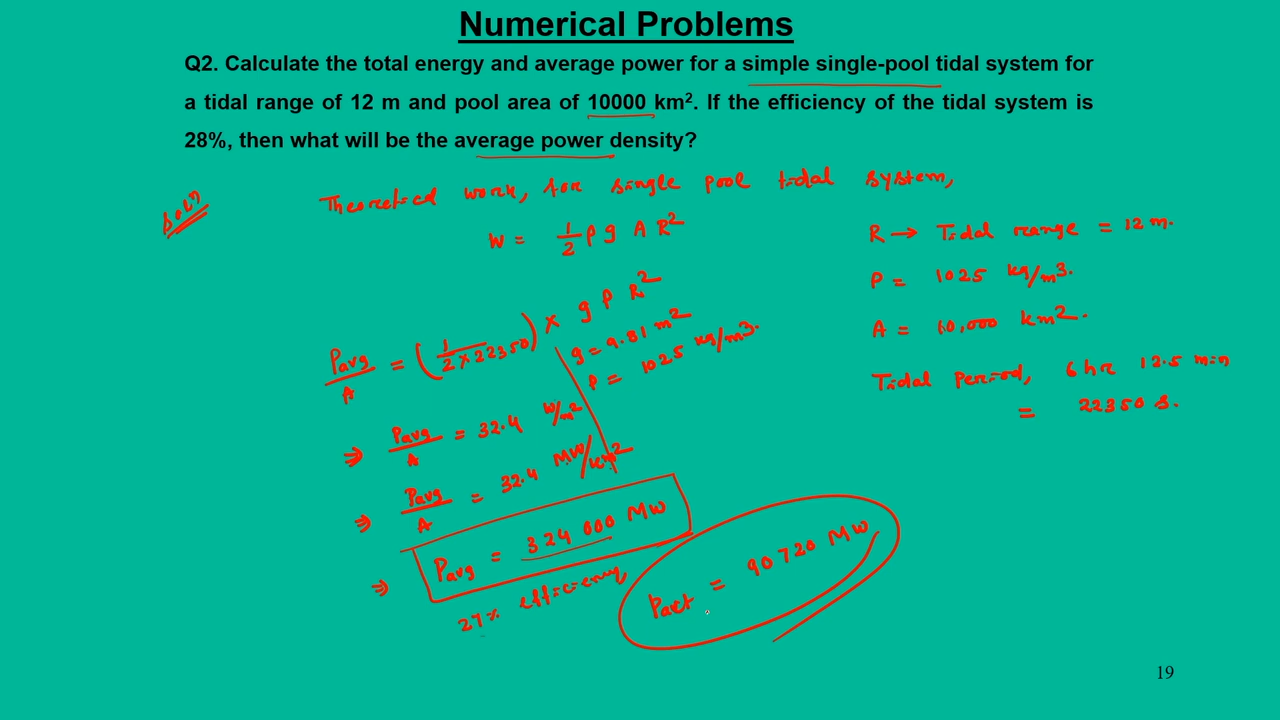 Numerical Problems
Q2. Calculate the total energy and average power for a simple single-pool tidal system for
a tidal range of 12 m and pool area of 10000 km². If the efficiency of the tidal system is
28%, then what will be the average power density?
Soln
Theoretical work, for single pool tidal system,
W = 1/2 ρ g A R²
R → Tidal range = 12 m.
ρ = 1025 kg/m³.
A = 10,000 km².
Tidal Period, 6 hr 12.5 min
= 22350 s.
Pavg/A = (1/2×22350) × g ρ R²
g = 9.81 m²
ρ = 1025 kg/m³.
⇒ Pavg/A = 32.4 W/m²
⇒ Pavg/A = 32.4 MW/km²
⇒ Pavg = 324 000 MW
27% efficiency
Pact = 90720 MW
19